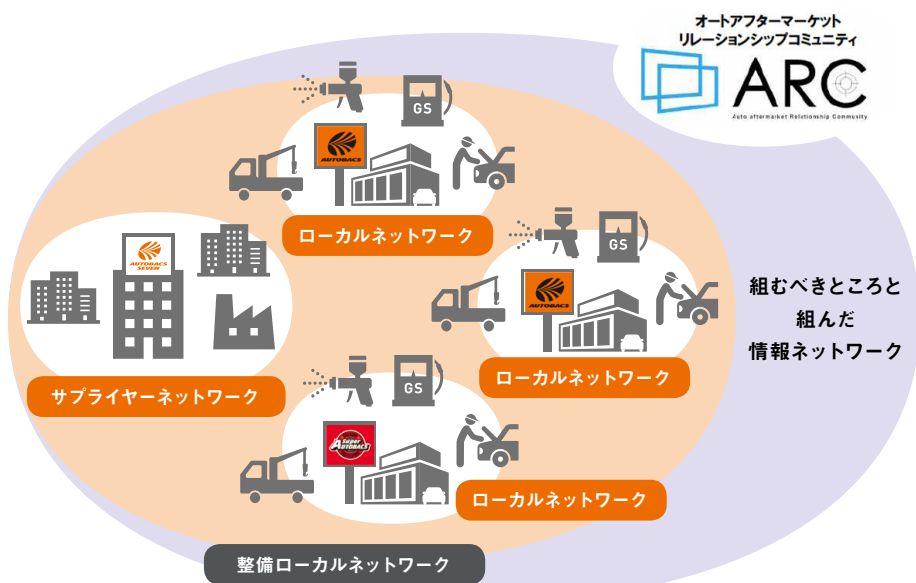 オートアフターマーケット
リレーションシップコミュニティ
ARC
Auto aftermarket Relationship Community
GS
AUTOBACS
ローカルネットワーク
GS
AUTOBACS
SEVEN
AUTOBACS
組むべきところと
組んだ
情報ネットワーク
サプライヤーネットワーク
ローカルネットワーク
GS
Super
AUTOBACS
ローカルネットワーク
整備ローカルネットワーク